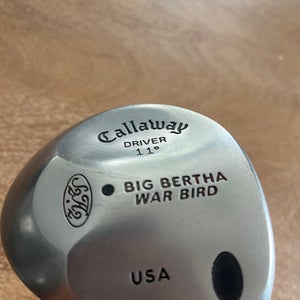 Callaway
DRIVER
11°
BIG BERTHA
WAR BIRD
USA